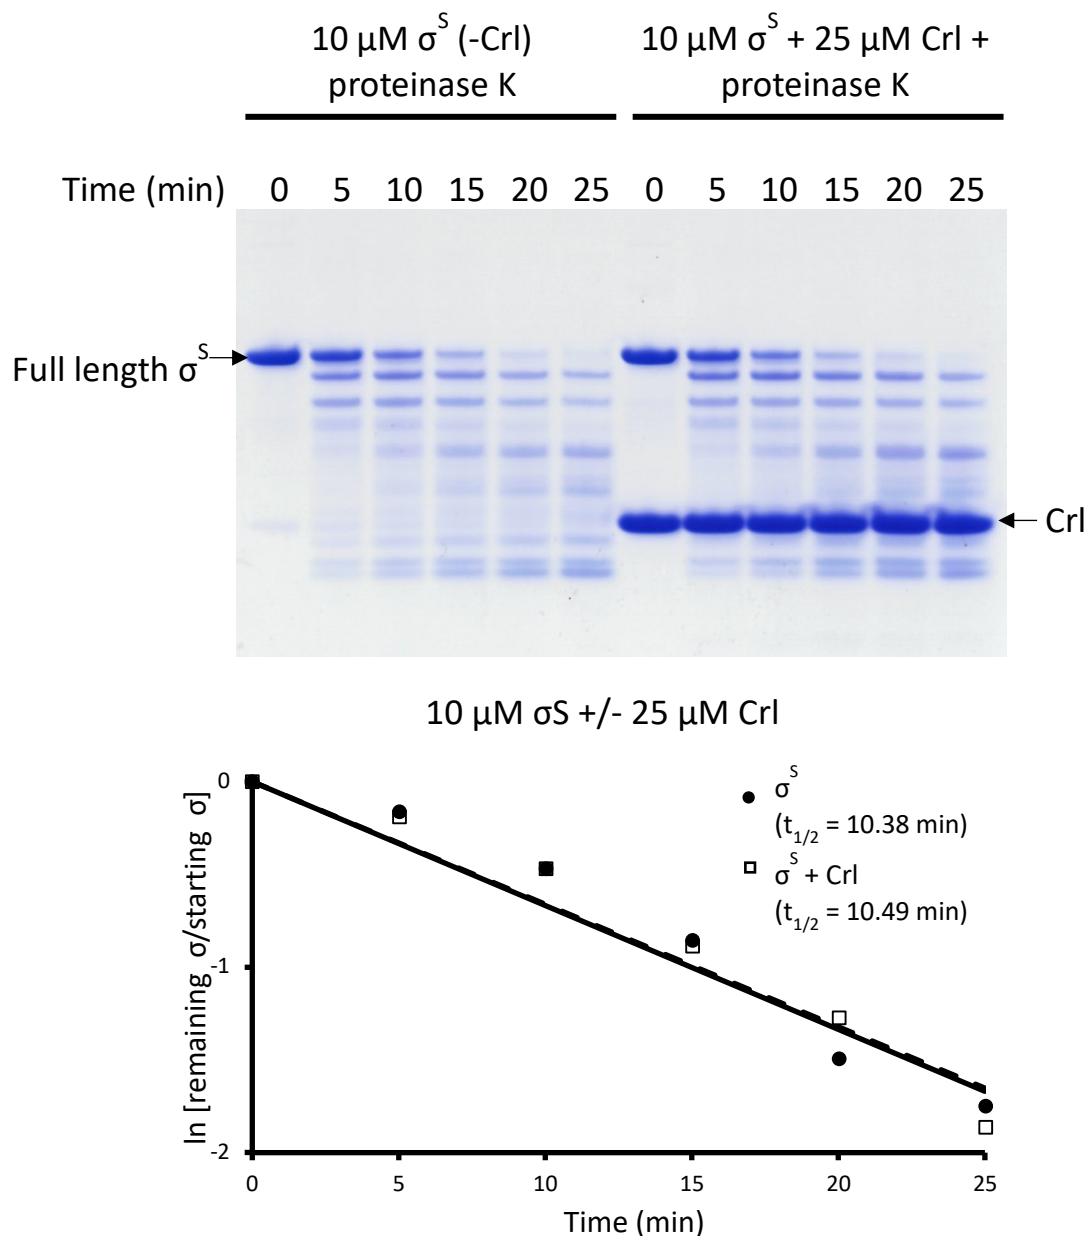 10 µM σS (-Crl)
proteinase K
10 µM σS + 25 µM Crl +
proteinase K
Time (min) 0 5 10 15 20 25 0 5 10 15 20 25
Full length σS
Crl
10 µM σS +/- 25 µM Crl
ln [remaining σ/starting σ]
0
-1
-2
σS
(t1/2 = 10.38 min)
σS + Crl
(t1/2 = 10.49 min)
0 5 10 15 20 25
Time (min)